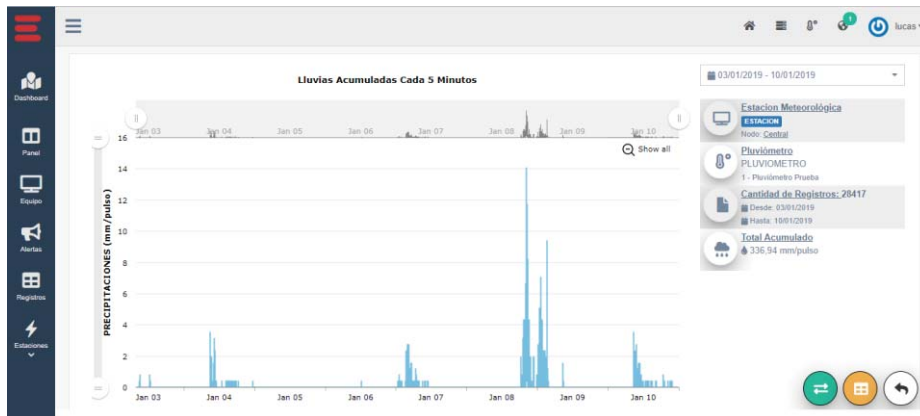 1
lucas
Dashboard
Panel
Equipo
Alertas
Registros
Estaciones
Lluvias Acumuladas Cada 5 Minutos
Jan 03 Jan 04 Jan 05 Jan 06 Jan 07 Jan 08 Jan 09 Jan 10
Show all
PRECIPITACIONES (mm/pulso)
16
14
12
10
8
6
4
2
0
Jan 03 Jan 04 Jan 05 Jan 06 Jan 07 Jan 08 Jan 09 Jan 10
03/01/2019 - 10/01/2019
Estacion Meteorológica
ESTACION
Nodo: Central
Pluviómetro
PLUVIOMETRO
1 - Pluviómetro Prueba
Cantidad de Registros: 28417
Desde: 03/01/2019
Hasta: 10/01/2019
Total Acumulado
336,94 mm/pulso